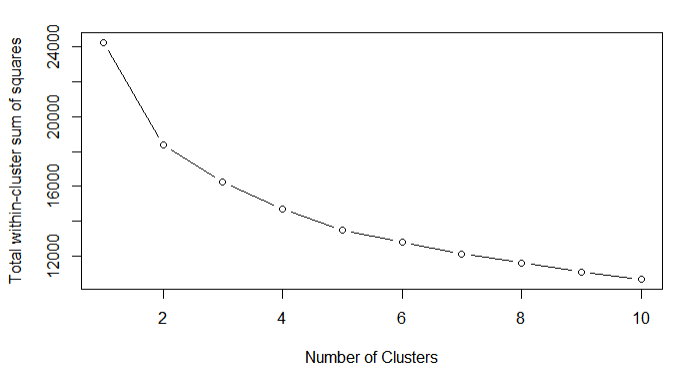 Total within-cluster sum of squares
24000
20000
16000
12000
2 4 6 8 10
Number of Clusters